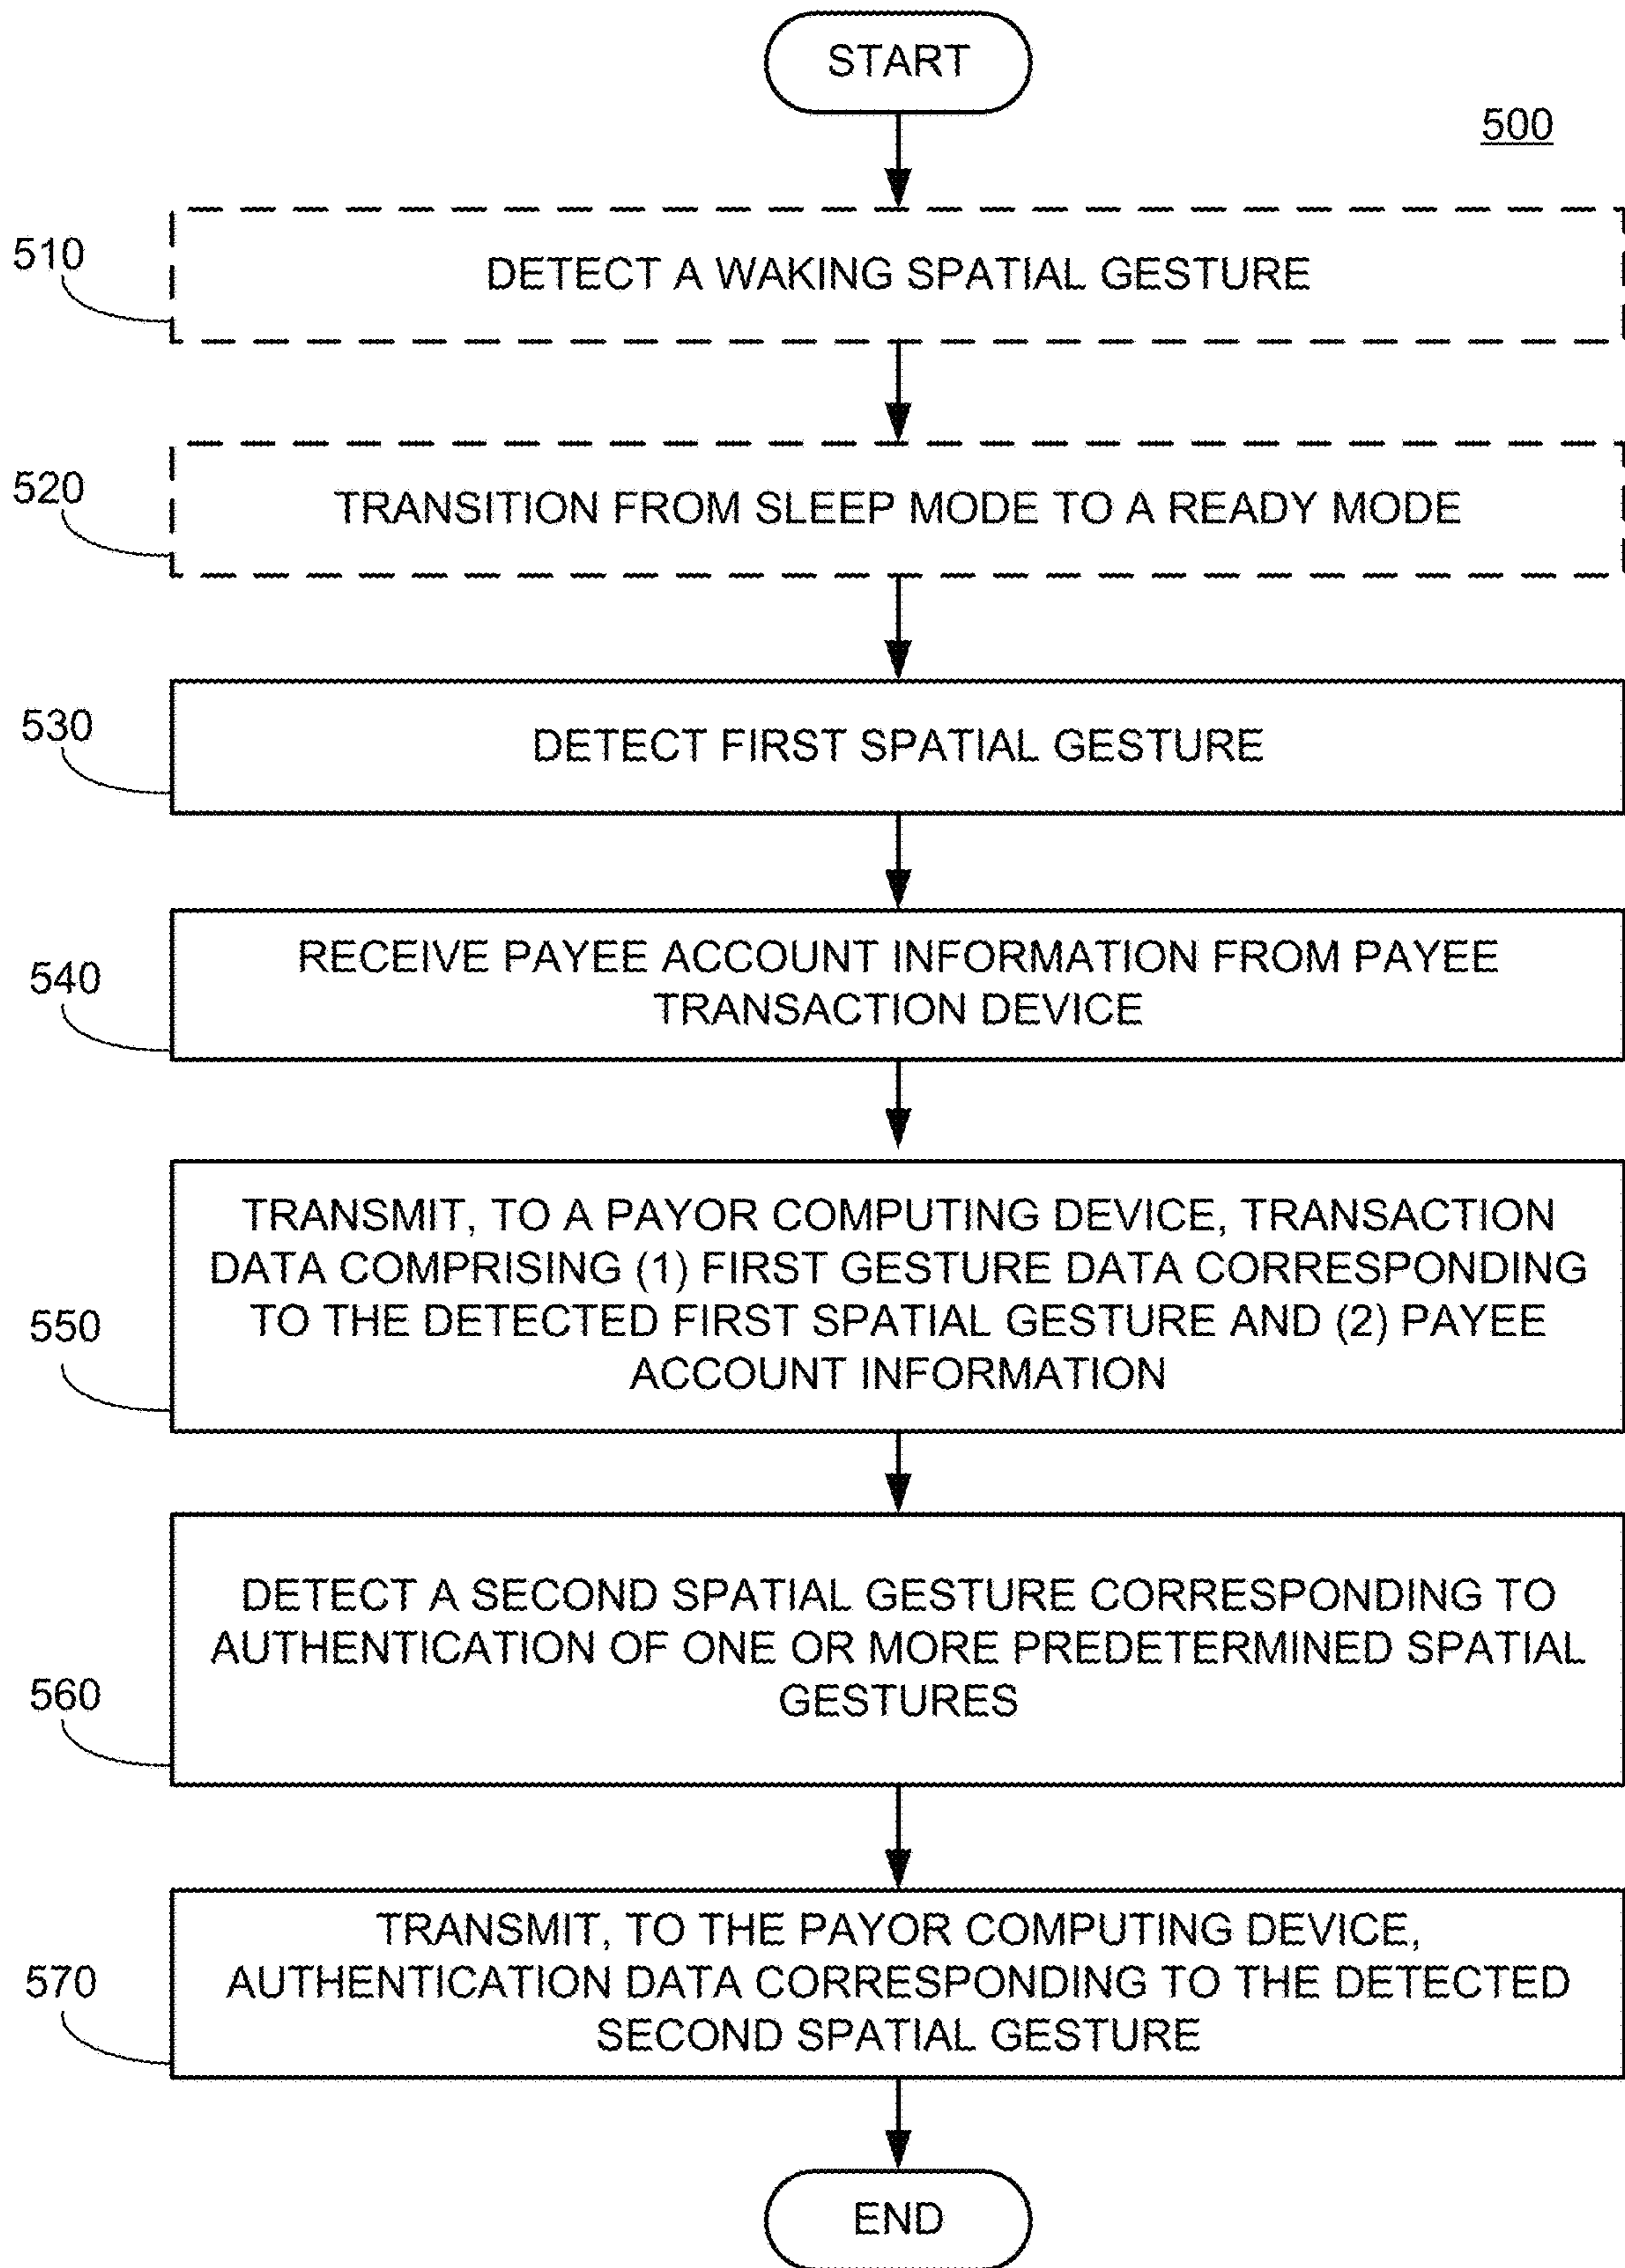 START
500
510
DETECT A WAKING SPATIAL GESTURE
520
TRANSITION FROM SLEEP MODE TO A READY MODE
530
DETECT FIRST SPATIAL GESTURE
540
RECEIVE PAYEE ACCOUNT INFORMATION FROM PAYEE
TRANSACTION DEVICE
550
TRANSMIT, TO A PAYOR COMPUTING DEVICE, TRANSACTION
DATA COMPRISING (1) FIRST GESTURE DATA CORRESPONDING
TO THE DETECTED FIRST SPATIAL GESTURE AND (2) PAYEE
ACCOUNT INFORMATION
560
DETECT A SECOND SPATIAL GESTURE CORRESPONDING TO
AUTHENTICATION OF ONE OR MORE PREDETERMINED SPATIAL
GESTURES
570
TRANSMIT, TO THE PAYOR COMPUTING DEVICE,
AUTHENTICATION DATA CORRESPONDING TO THE DETECTED
SECOND SPATIAL GESTURE
END